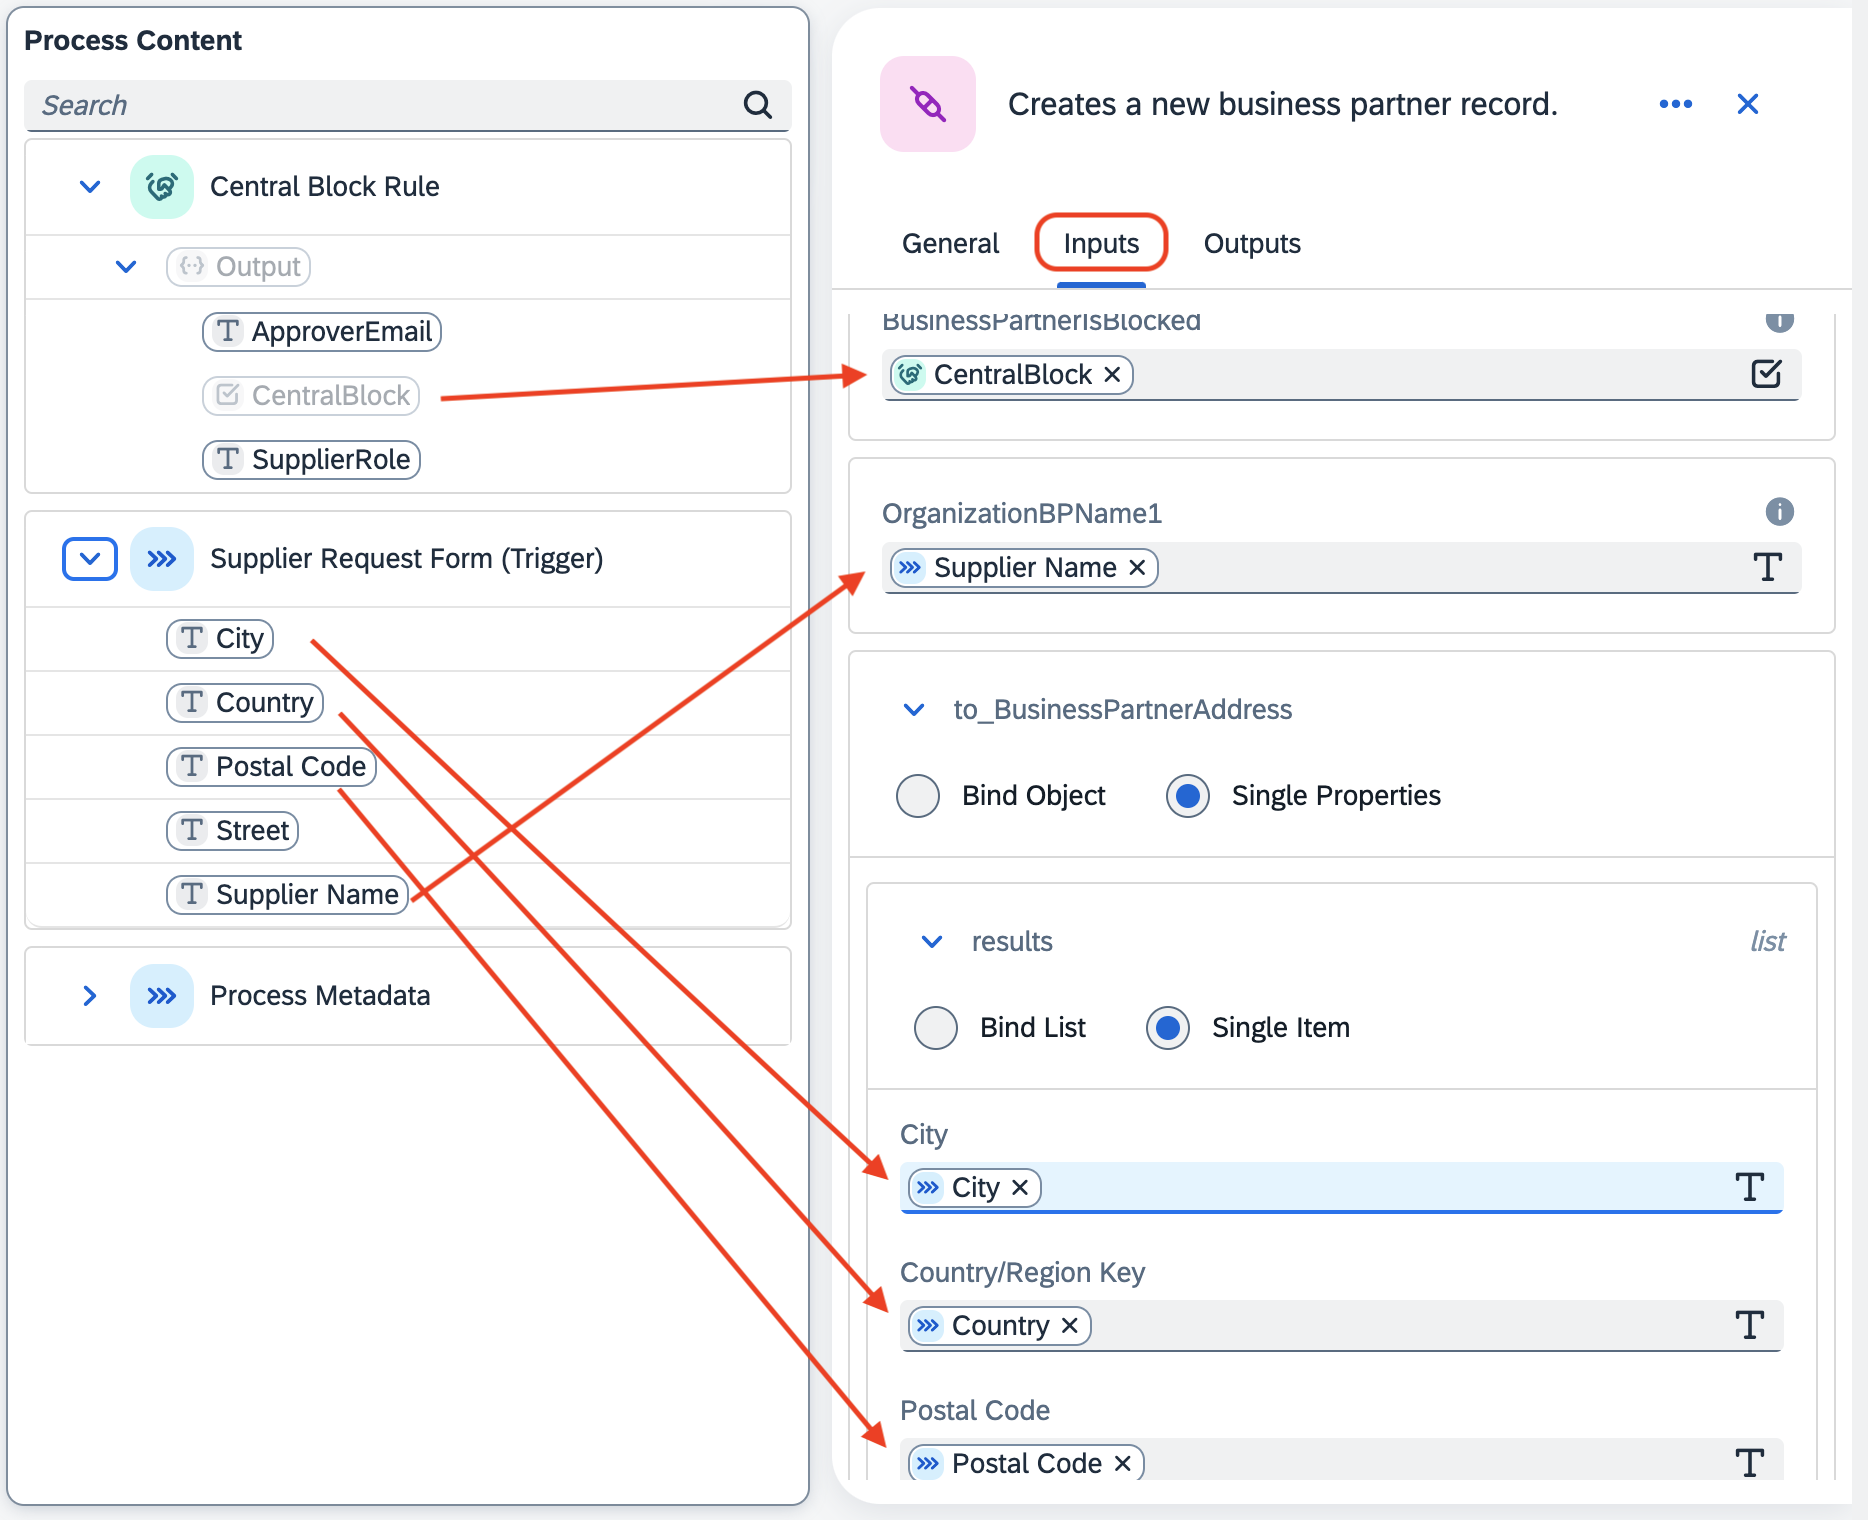 Process Content
Search
Central Block Rule
Output
ApproverEmail
CentralBlock
SupplierRole
Supplier Request Form (Trigger)
City
Country
Postal Code
Street
Supplier Name
Process Metadata
Creates a new business partner record.
General Inputs Outputs
BusinessPartnerIsBlocked
CentralBlock
OrganizationBPName1
Supplier Name
to_BusinessPartnerAddress
Bind Object Single Properties
results list
Bind List Single Item
City
City
Country/Region Key
Country
Postal Code
Postal Code